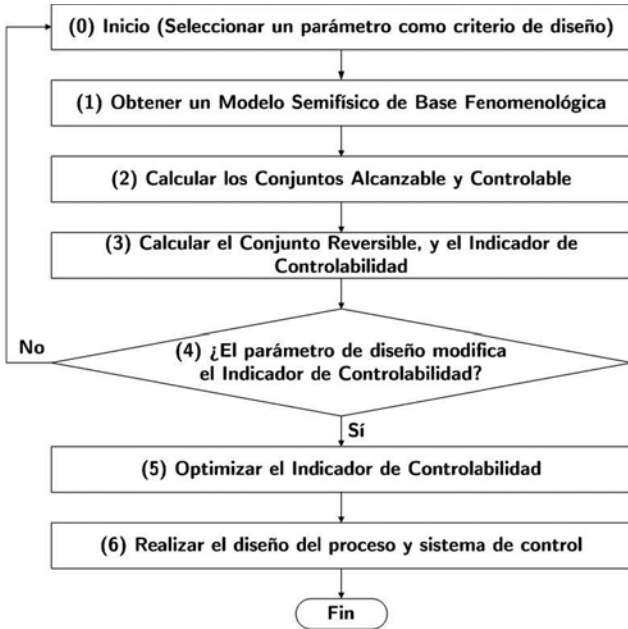 (0) Inicio (Seleccionar un parámetro como criterio de diseño)
(1) Obtener un Modelo Semifísico de Base Fenomenológica
(2) Calcular los Conjuntos Alcanzable y Controlable
(3) Calcular el Conjunto Reversible, y el Indicador de
Controlabilidad
No
(4) ¿El parámetro de diseño modifica
el Indicador de Controlabilidad?
Sí
(5) Optimizar el Indicador de Controlabilidad
(6) Realizar el diseño del proceso y sistema de control
Fin